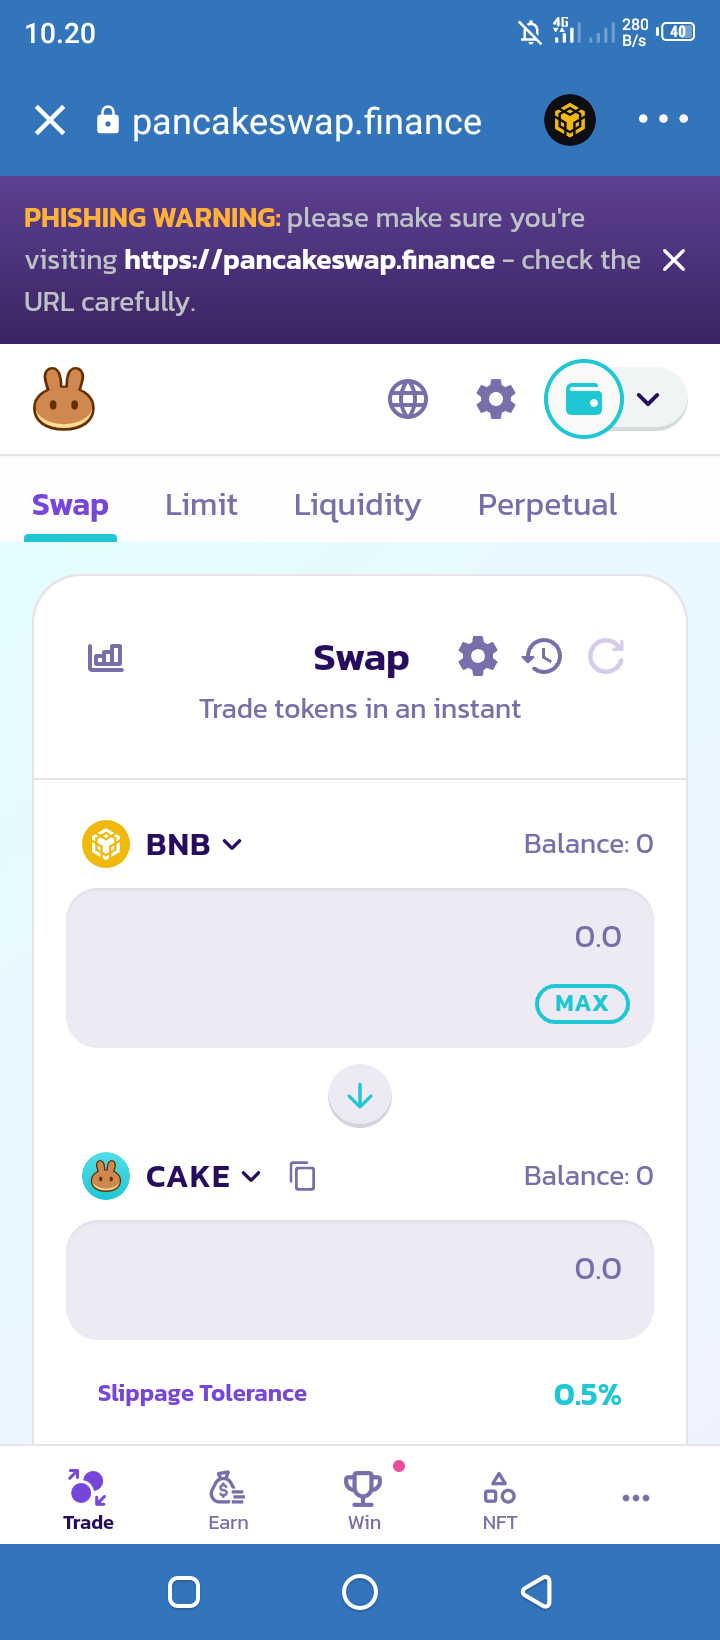 10.20
4G
280
B/s
40
pancakeswap.finance
PHISHING WARNING: please make sure you're
visiting https://pancakeswap.finance - check the
URL carefully.
Swap
Limit
Liquidity
Perpetual
Swap
Trade tokens in an instant
BNB
Balance: 0
0.0
MAX
CAKE
Balance: 0
0.0
Slippage Tolerance
0.5%
Trade
Earn
Win
NFT